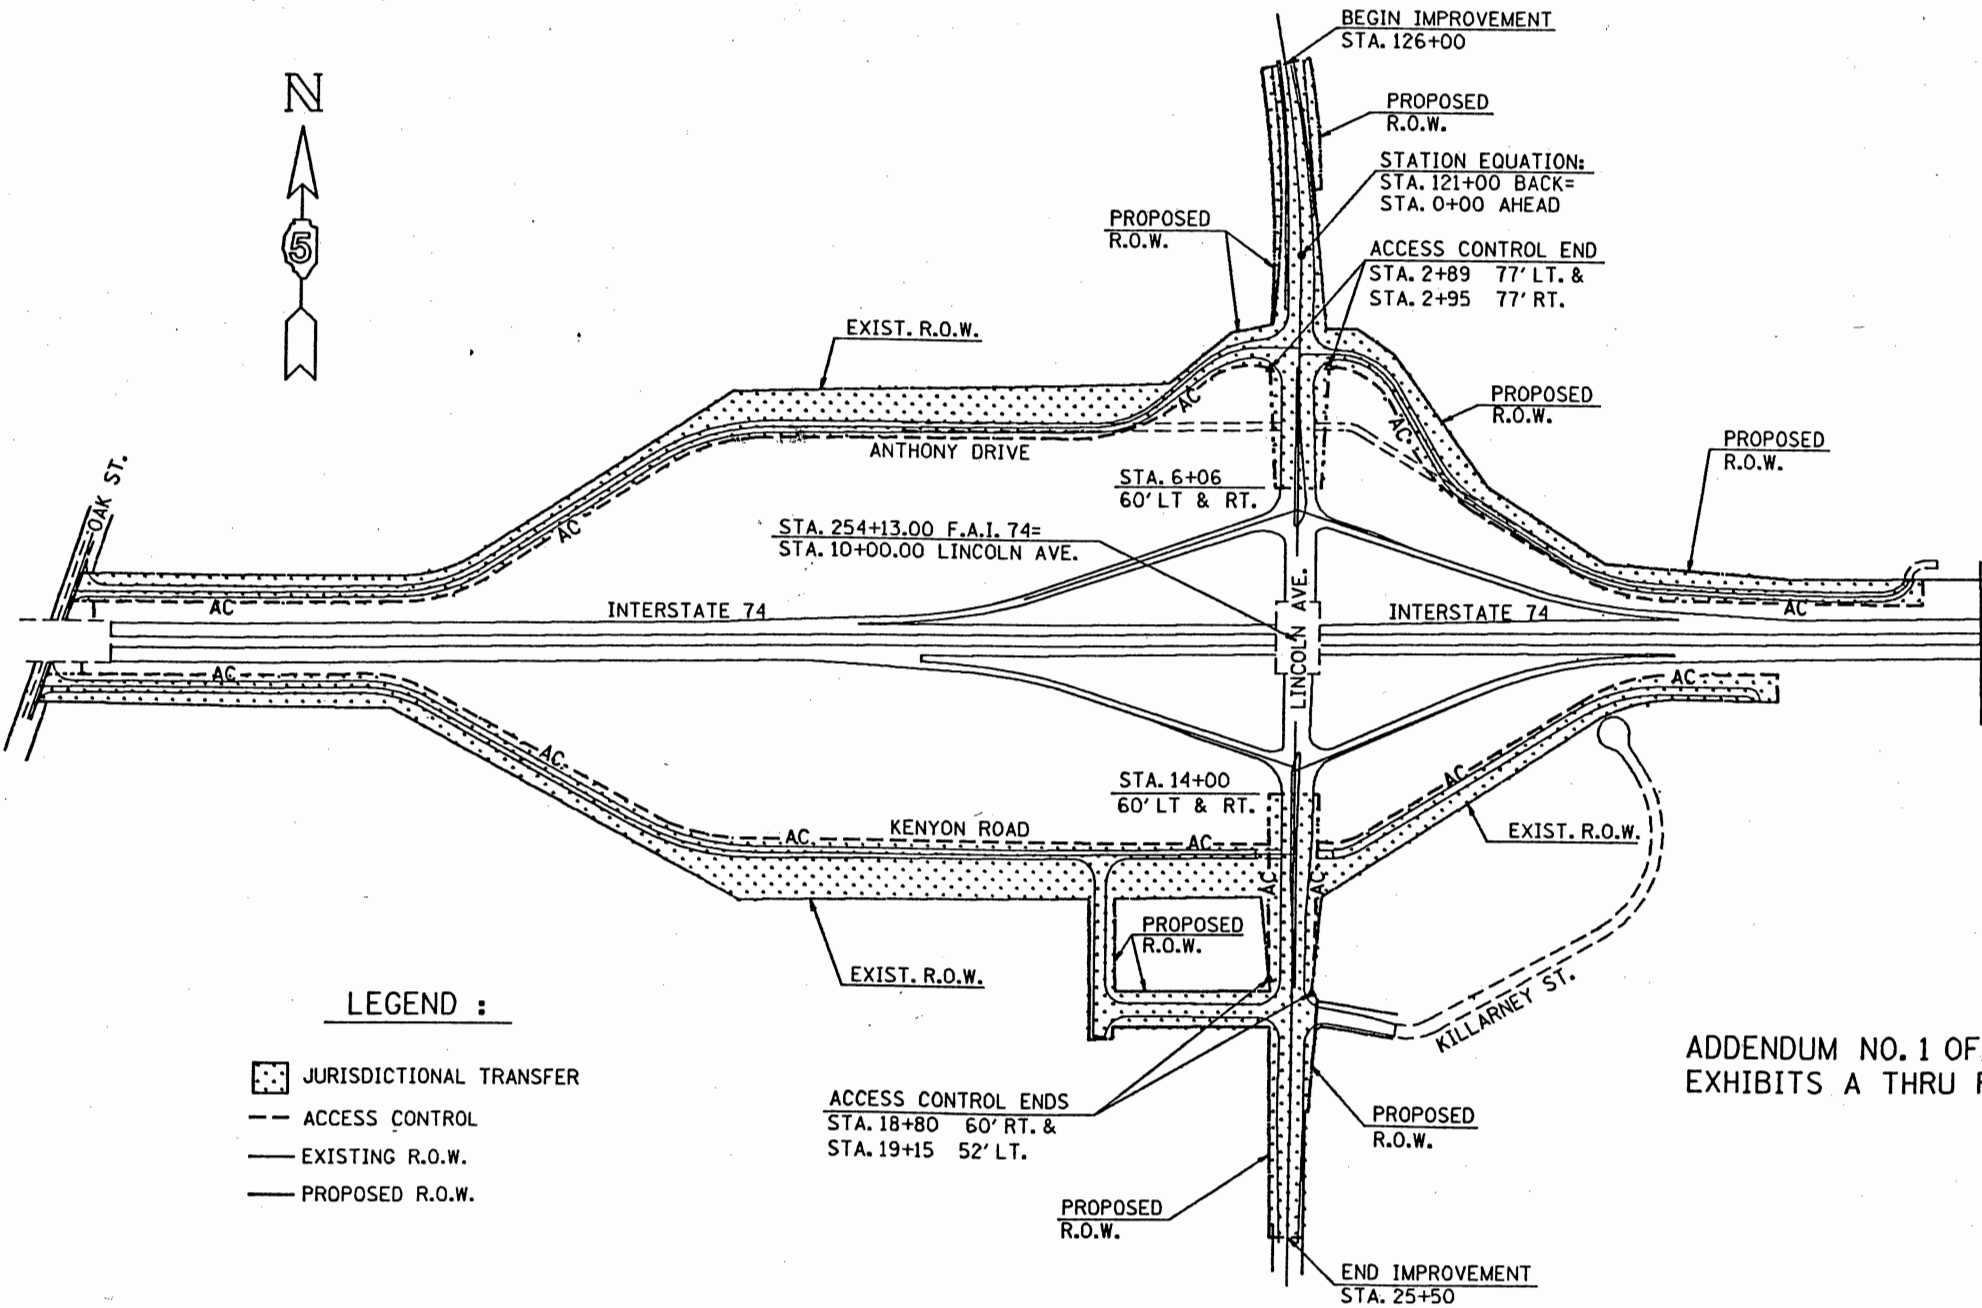 BEGIN IMPROVEMENT
STA. 126+00
N
5
PROPOSED
R.O.W.
STATION EQUATION:
STA. 121+00 BACK=
STA. 0+00 AHEAD
PROPOSED
R.O.W.
ACCESS CONTROL END
STA. 2+89 77' LT. &
STA. 2+95 77' RT.
EXIST. R.O.W.
PROPOSED
R.O.W.
AC
AC
ANTHONY DRIVE
PROPOSED
R.O.W.
OAK ST.
STA. 6+06
60' LT & RT.
AC
STA. 254+13.00 F.A.I. 74=
STA. 10+00.00 LINCOLN AVE.
AC
INTERSTATE 74
LINCOLN AVE.
INTERSTATE 74
AC
AC
AC
AC
STA. 14+00
60' LT & RT.
AC
KENYON ROAD
AC
AC
EXIST. R.O.W.
AC
AC
PROPOSED
R.O.W.
EXIST. R.O.W.
KILLARNEY ST.
LEGEND :
JURISDICTIONAL TRANSFER
ACCESS CONTROL
EXISTING R.O.W.
PROPOSED R.O.W.
ADDENDUM NO. 1 OF
EXHIBITS A THRU
ACCESS CONTROL ENDS
STA. 18+80 60' RT. &
STA. 19+15 52' LT.
PROPOSED
R.O.W.
PROPOSED
R.O.W.
END IMPROVEMENT
STA. 25+50